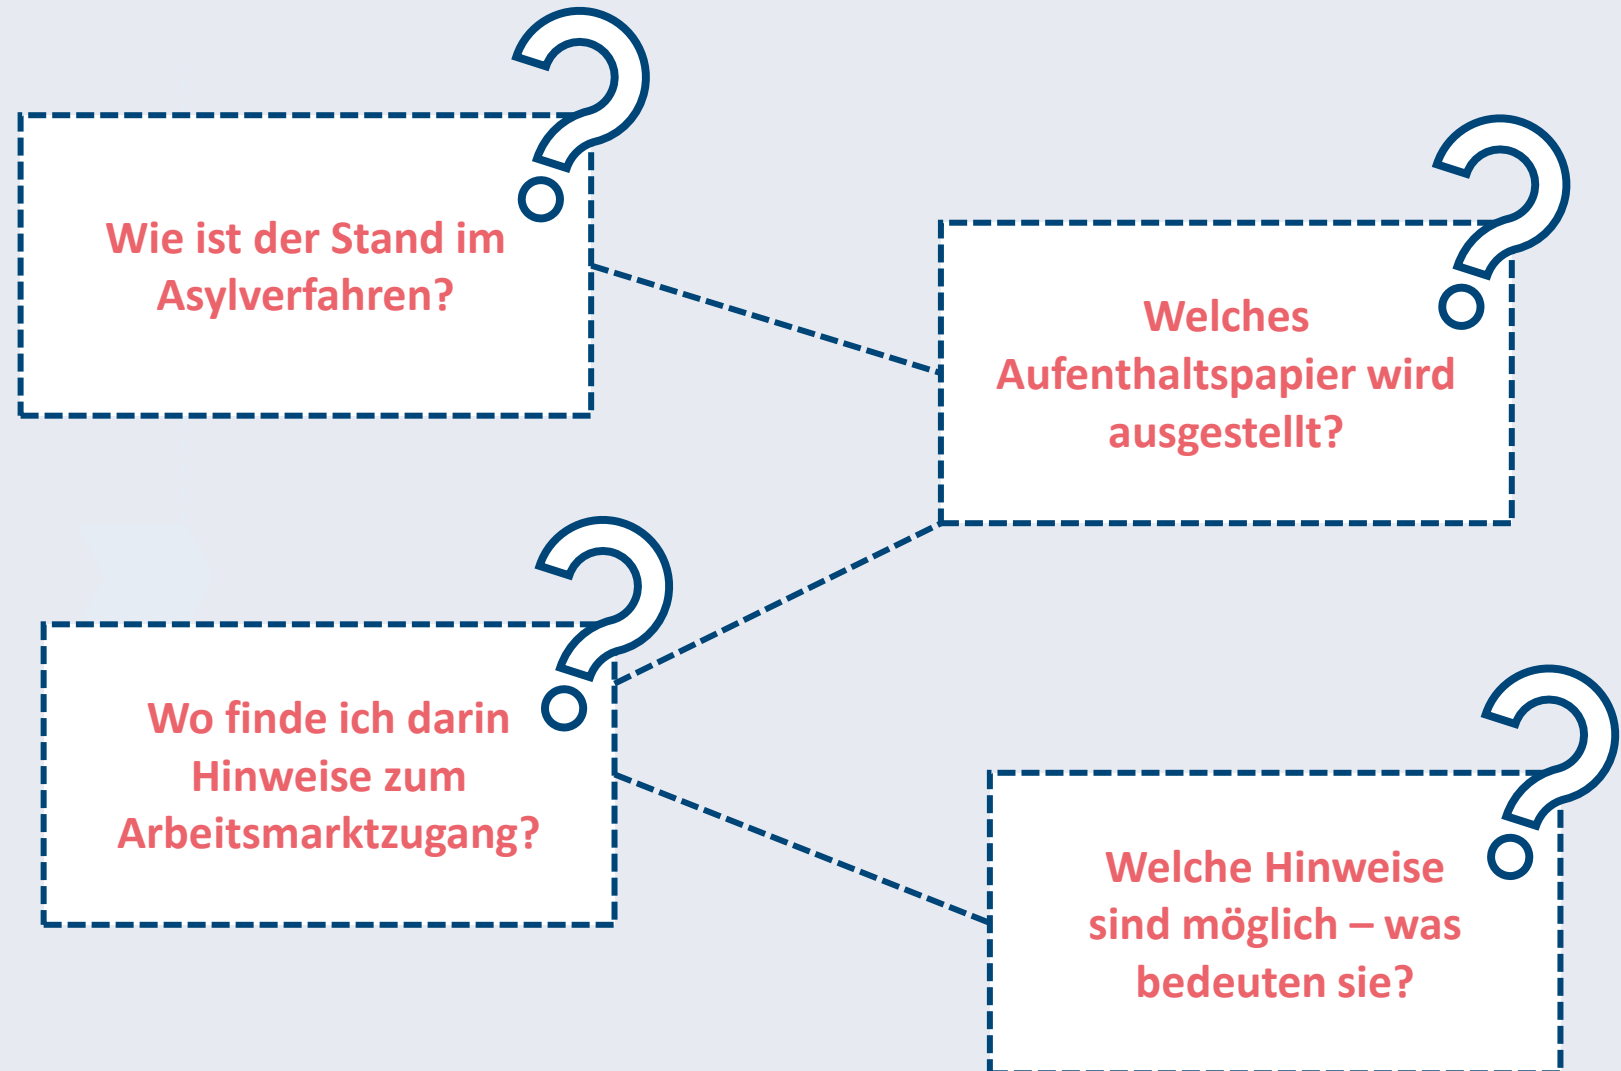 Wie ist der Stand im
Asylverfahren?
Welches
Aufenthaltspapier wird
ausgestellt?
Wo finde ich darin
Hinweise zum
Arbeitsmarktzugang?
Welche Hinweise
sind möglich – was
bedeuten sie?